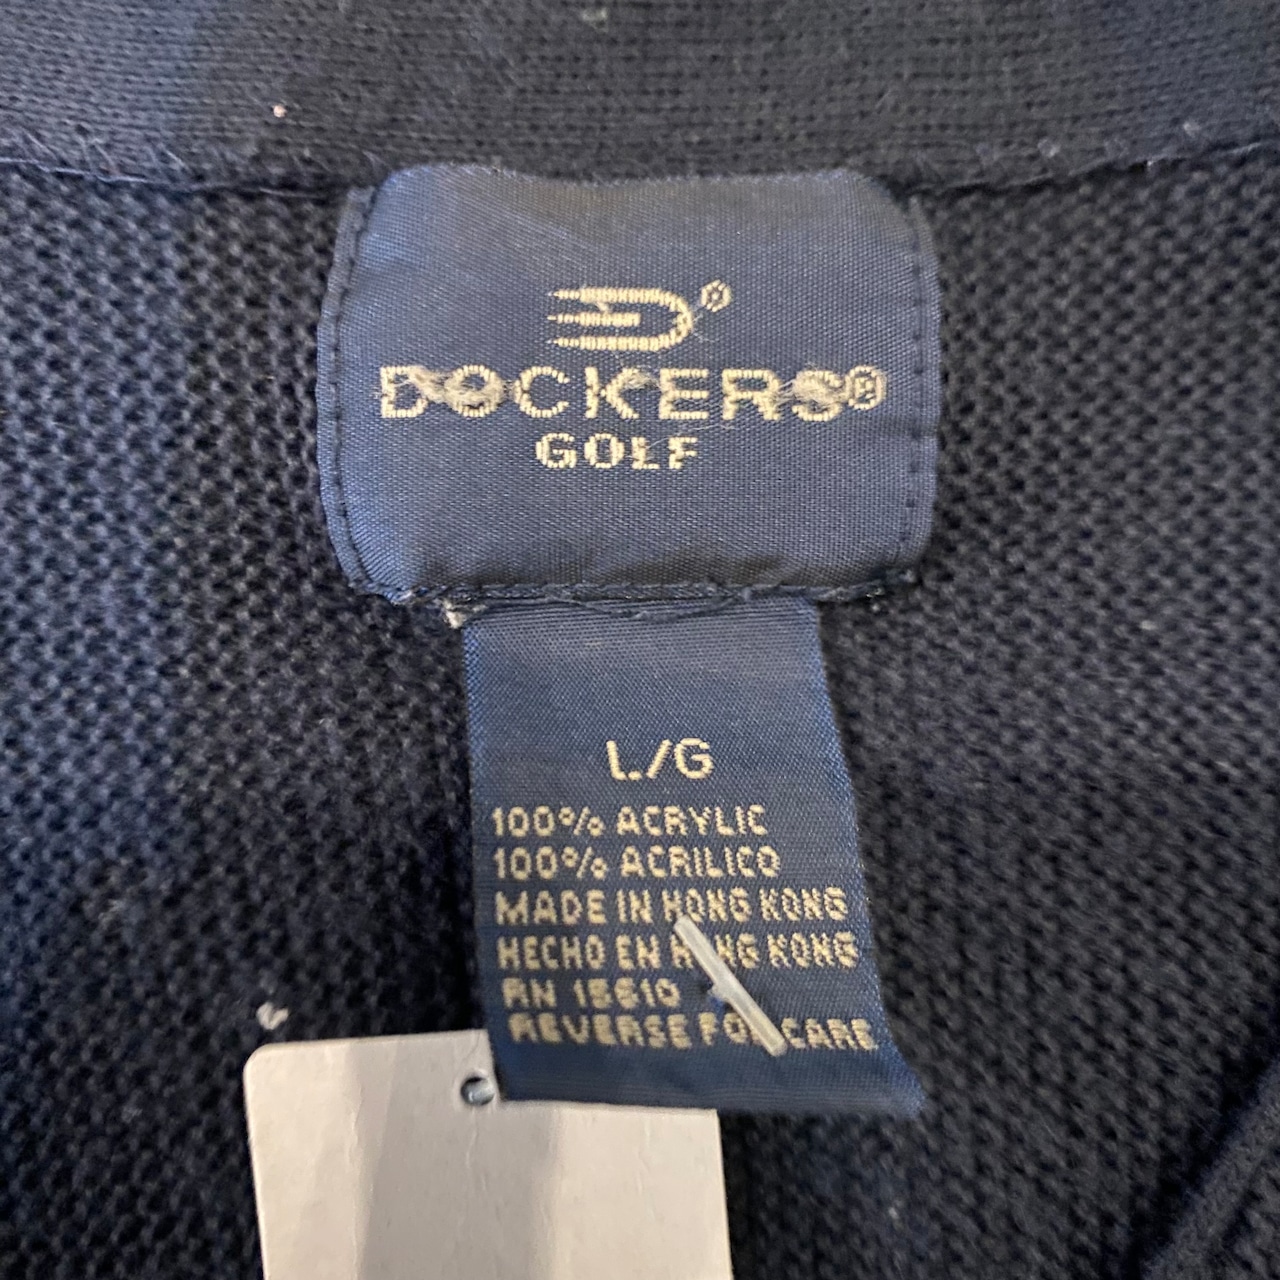 DOCKERS®
GOLF
L/G
100% ACRYLIC
100% ACRILICO
MADE IN HONG KONG
HECHO EN HONG KONG
RN 15610
REVERSE FOR CARE